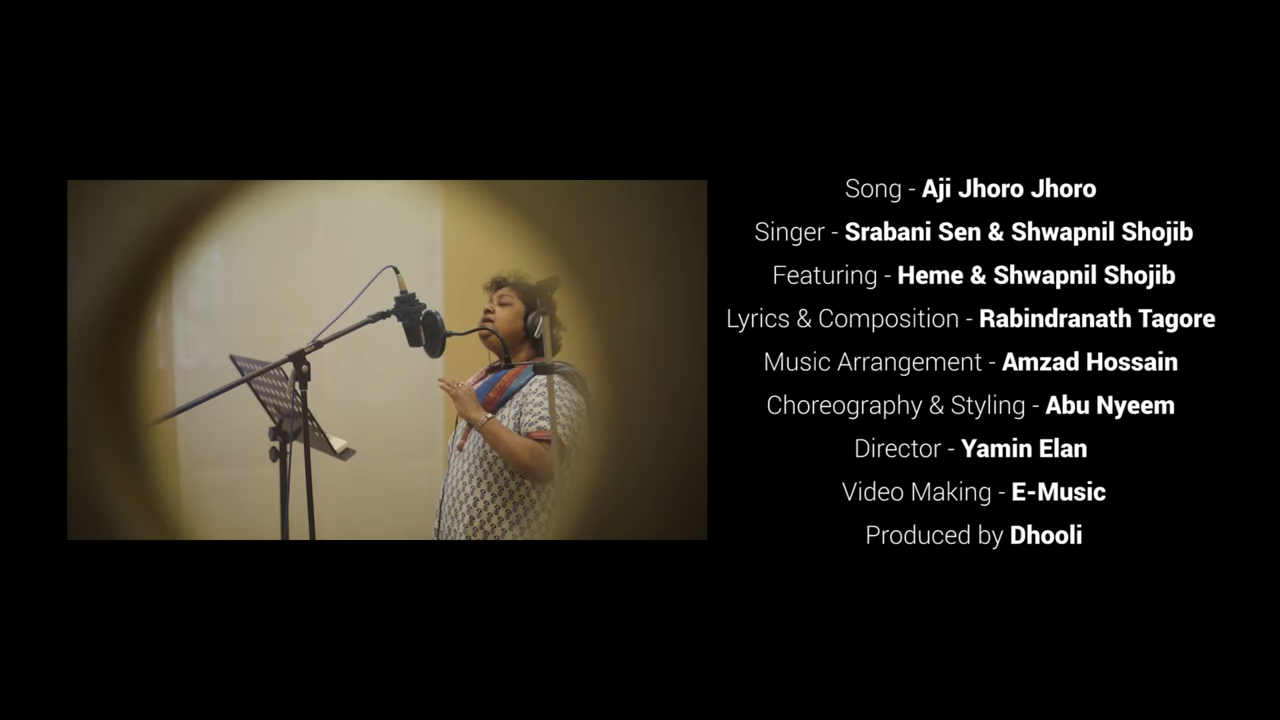 Song - Aji Jhoro Jhoro
Singer - Srabani Sen & Shwapnil Shojib
Featuring - Heme & Shwapnil Shojib
Lyrics & Composition - Rabindranath Tagore
Music Arrangement - Amzad Hossain
Choreography & Styling - Abu Nyeem
Director - Yamin Elan
Video Making - E-Music
Produced by Dhooli